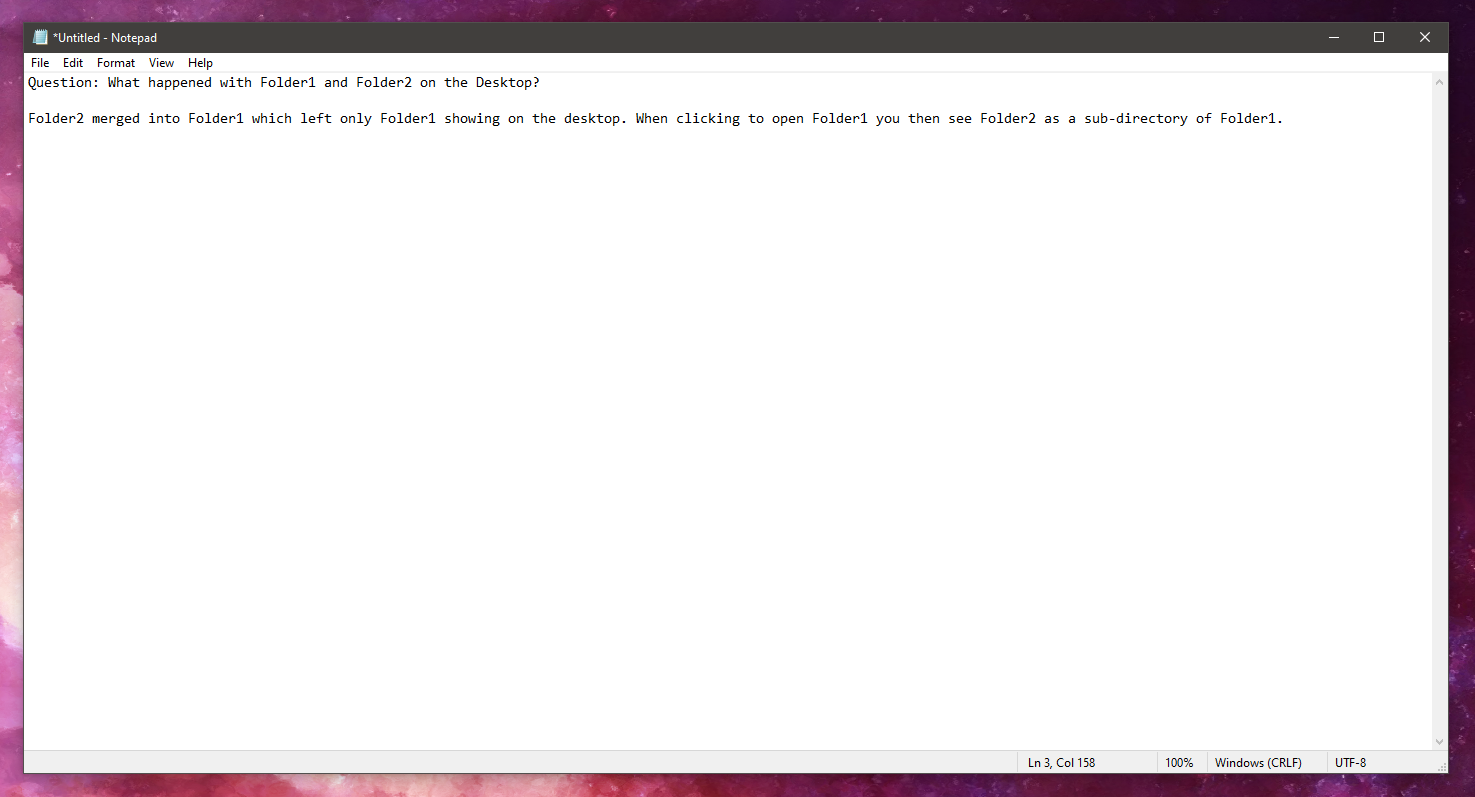 *Untitled - Notepad
File Edit Format View Help
Question: What happened with Folder1 and Folder2 on the Desktop?
Folder2 merged into Folder1 which left only Folder1 showing on the desktop. When clicking to open Folder1 you then see Folder2 as a sub-directory of Folder1.
Ln 3, Col 158 100% Windows (CRLF) UTF-8